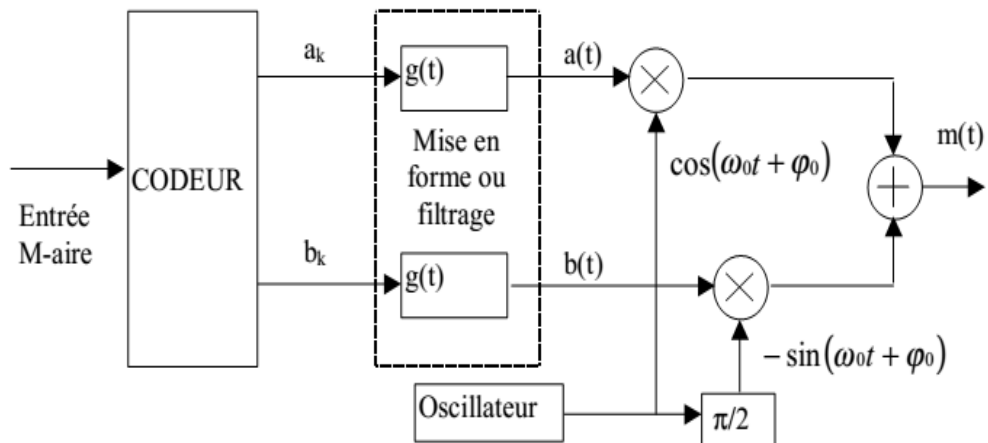 a_k
g(t)
a(t)
m(t)
Mise en
forme ou
filtrage
cos(ω₀t + φ₀)
CODEUR
Entrée
M-aire
b_k
g(t)
b(t)
− sin(ω₀t + φ₀)
Oscillateur
π/2